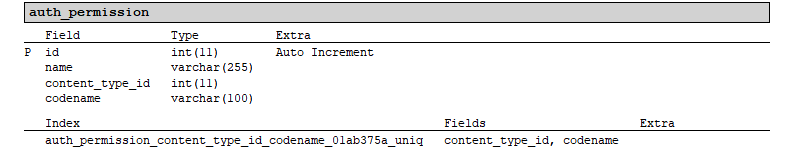 auth_permission
Field Type Extra
P id int(11) Auto Increment
name varchar(255)
content_type_id int(11)
codename varchar(100)
Index Fields Extra
auth_permission_content_type_id_codename_01ab375a_uniq content_type_id, codename